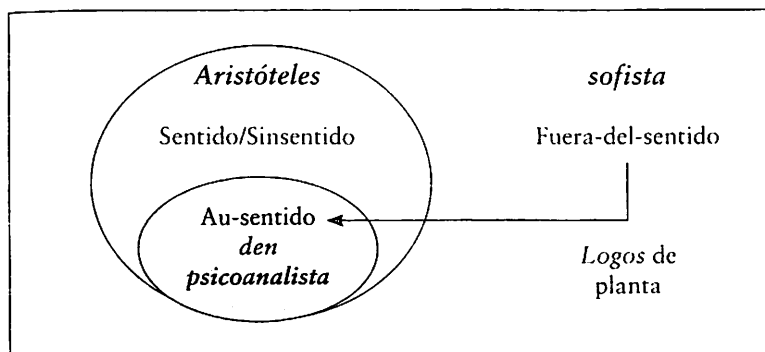 Aristóteles
sofista
Sentido/Sinsentido
Fuera-del-sentido
Au-sentido
den
psicoanalista
Logos de
planta